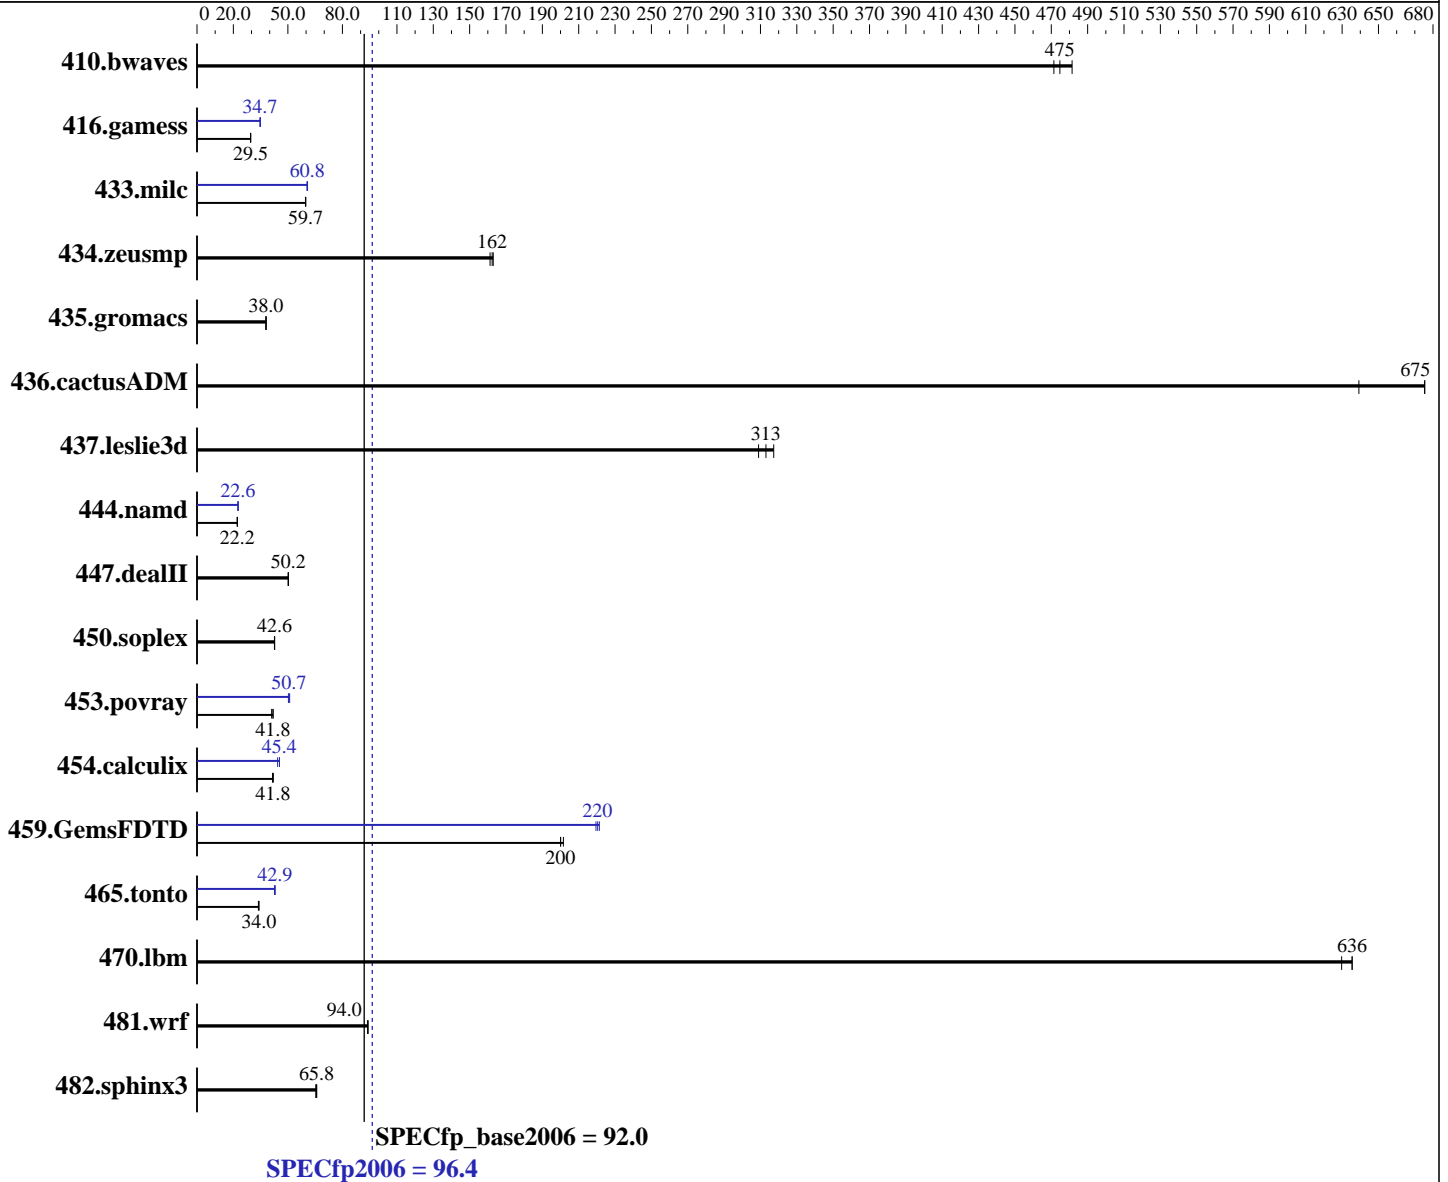 0 20.0 50.0 80.0 110 130 150 170 190 210 230 250 270 290 310 330 350 370 390 410 430 450 470 490 510 530 550 570 590 610 630 650 680
410.bwaves 475
416.gamess 34.7
29.5
433.milc 60.8
59.7
434.zeusmp 162
435.gromacs 38.0
436.cactusADM 675
437.leslie3d 313
444.namd 22.6
22.2
447.dealII 50.2
450.soplex 42.6
453.povray 50.7
41.8
454.calculix 45.4
41.8
459.GemsFDTD 220
200
465.tonto 42.9
34.0
470.lbm 636
481.wrf 94.0
482.sphinx3 65.8
SPECfp_base2006 = 92.0
SPECfp2006 = 96.4